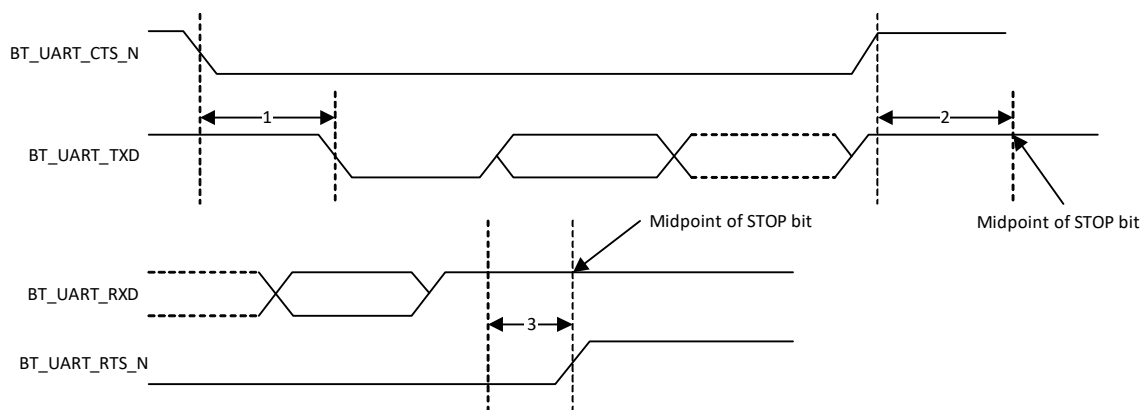 BT_UART_CTS_N
1
2
BT_UART_TXD
Midpoint of STOP bit
Midpoint of STOP bit
BT_UART_RXD
3
BT_UART_RTS_N